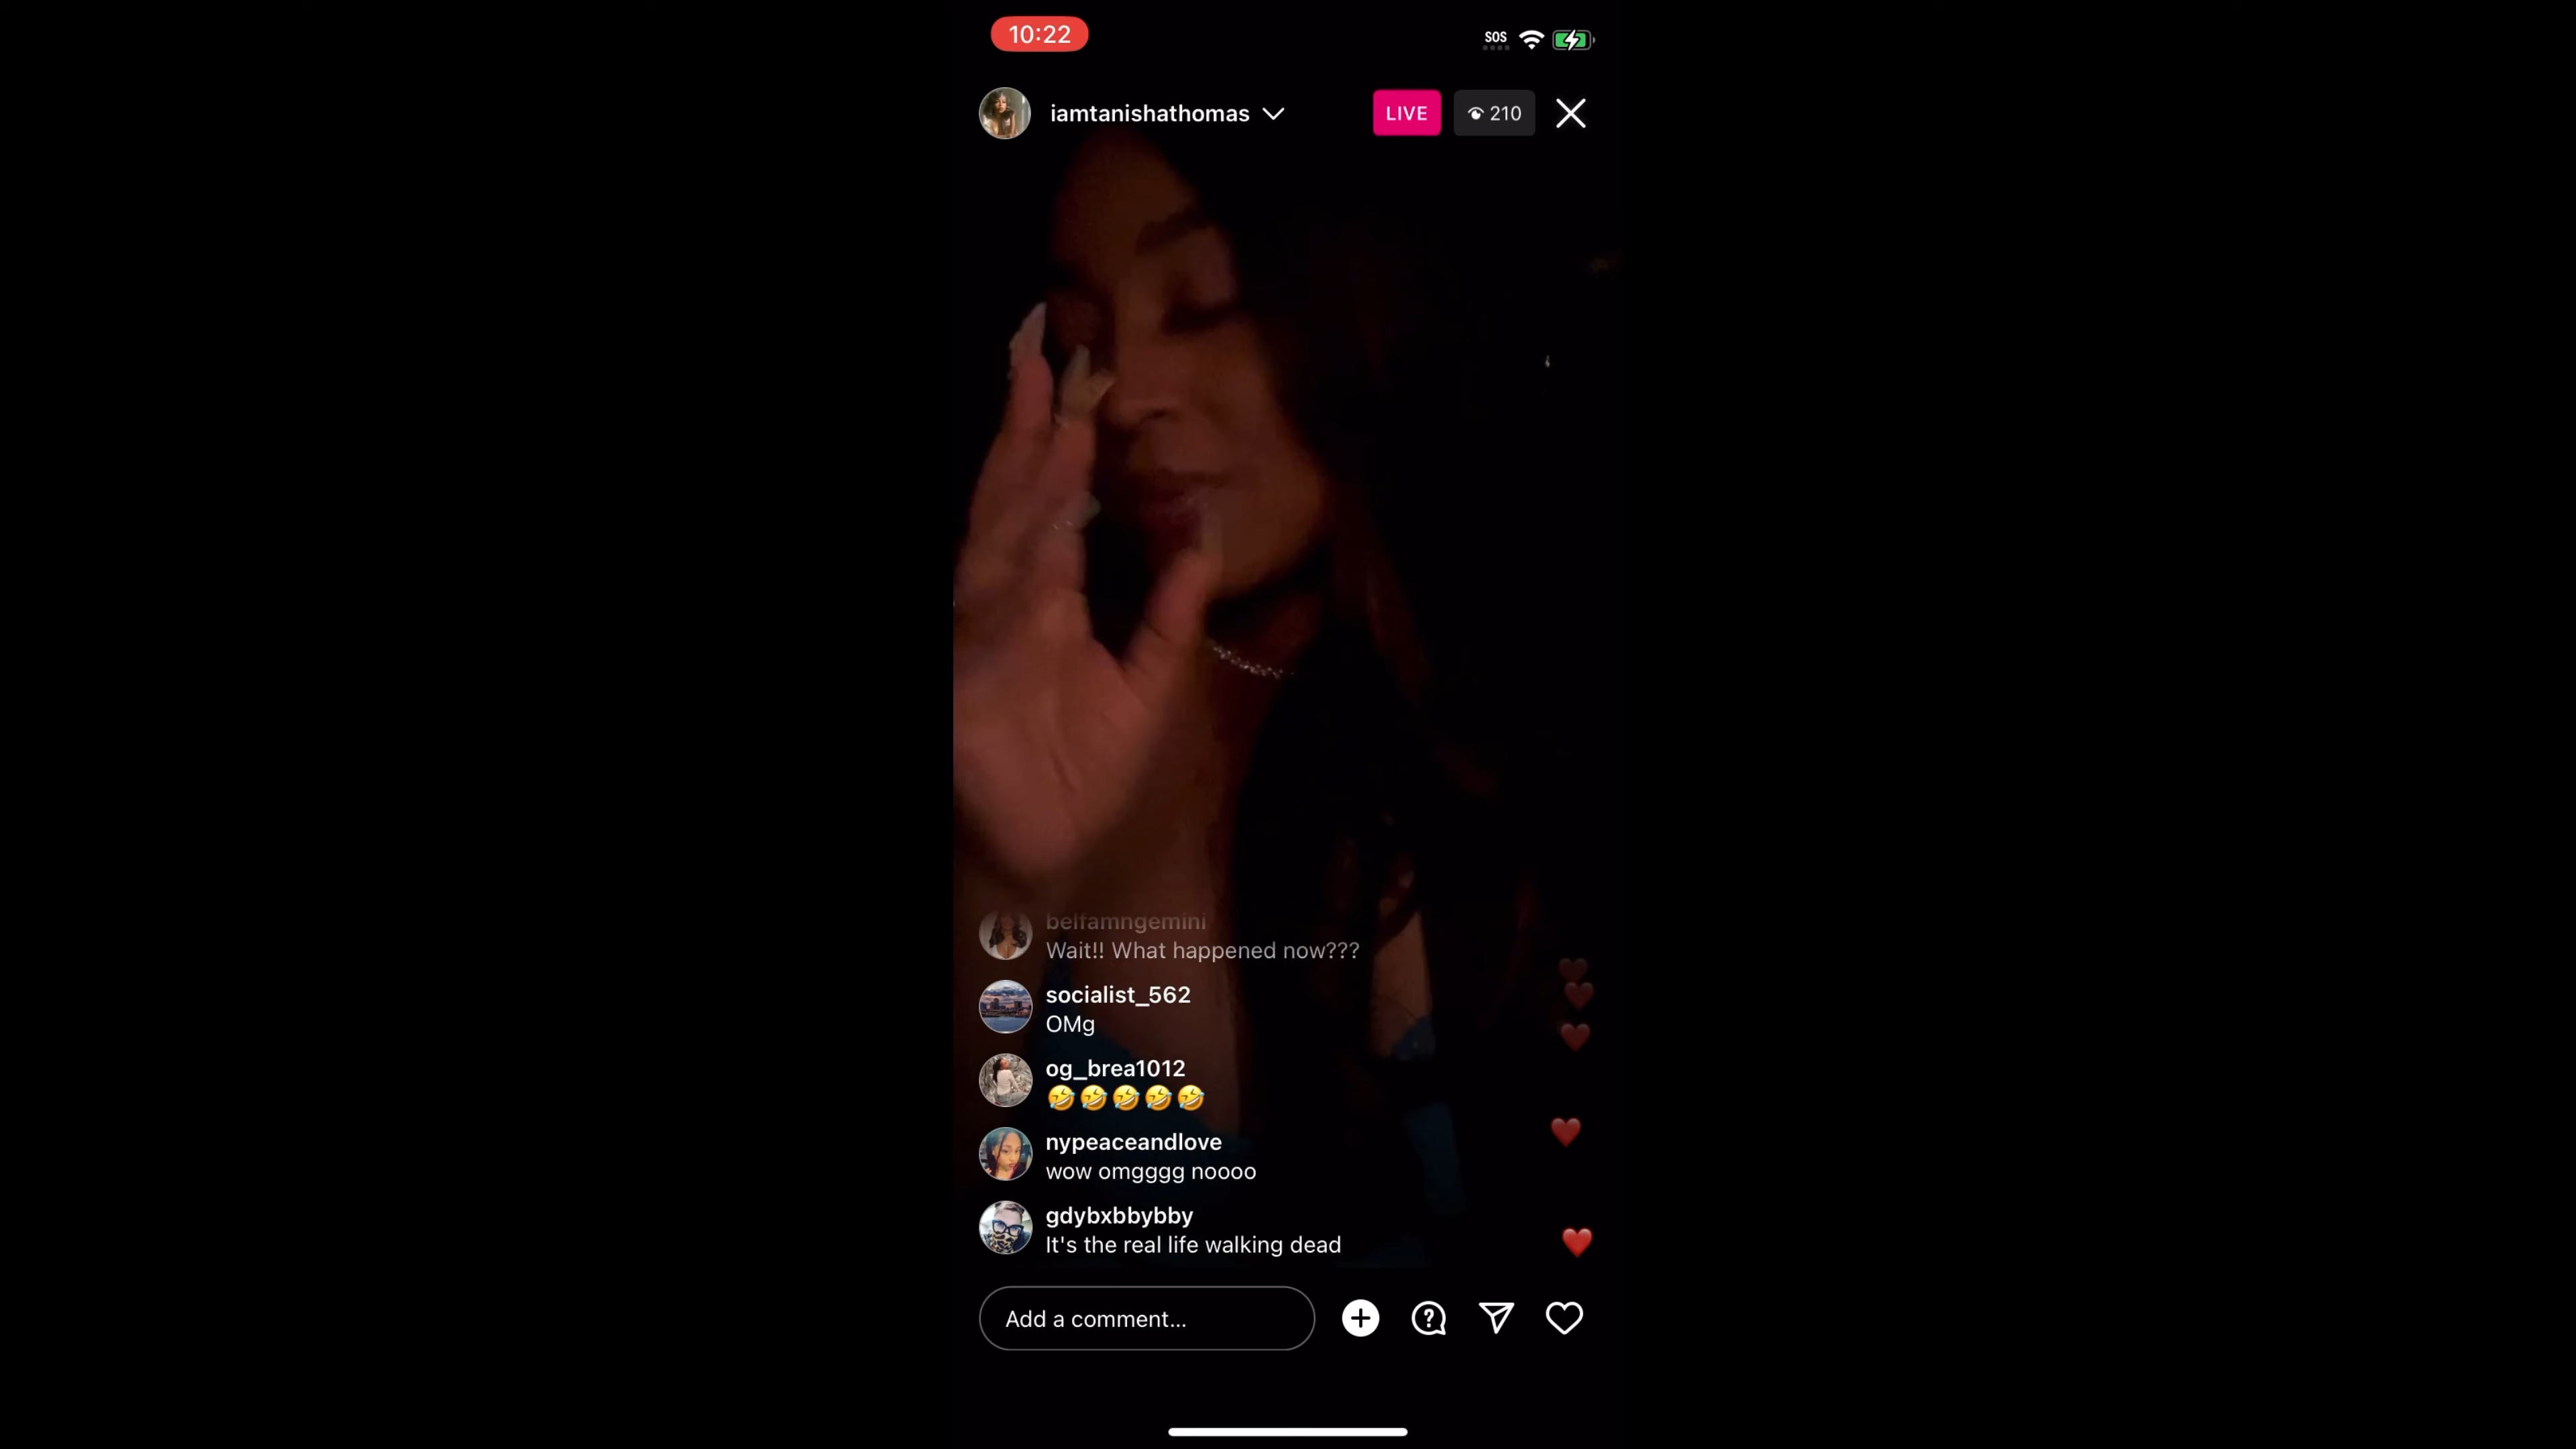 10:22
SOS
iamtanishathomas
LIVE
210
belfamngemini
Wait!! What happened now???
socialist_562
OMg
og_brea1012
🤣🤣🤣🤣🤣
nypeaceandlove
wow omgggg noooo
gdybxbbybby
It's the real life walking dead
Add a comment...